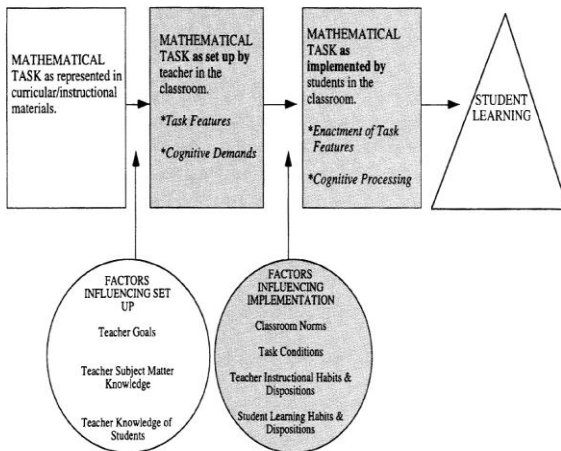 MATHEMATICAL
TASK as represented in
curricular/instructional
materials.
MATHEMATICAL
TASK as set up by
teacher in the
classroom.
*Task Features
*Cognitive Demands
MATHEMATICAL
TASK as
implemented by
students in the
classroom.
*Enactment of Task
Features
*Cognitive Processing
STUDENT
LEARNING
FACTORS
INFLUENCING SET
UP
Teacher Goals
Teacher Subject Matter
Knowledge
Teacher Knowledge of
Students
FACTORS
INFLUENCING
IMPLEMENTATION
Classroom Norms
Task Conditions
Teacher Instructional Habits &
Dispositions
Student Learning Habits &
Dispositions